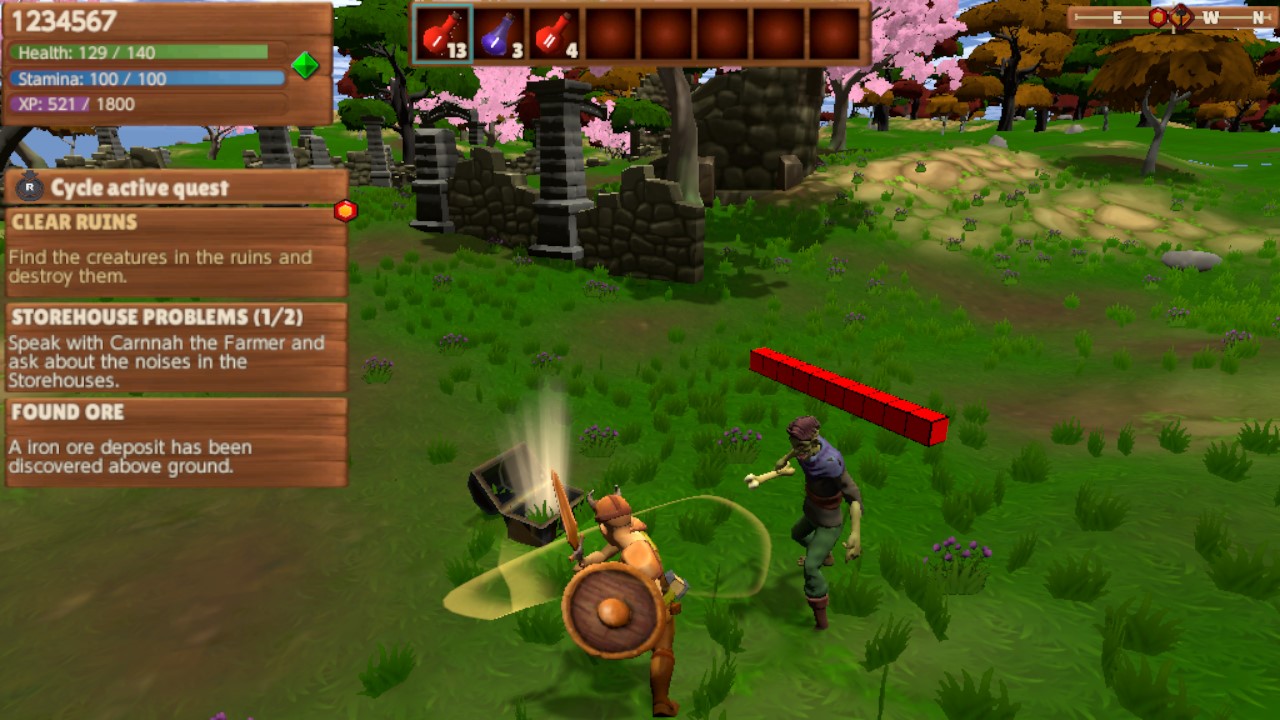 1234567
Health: 129 / 140
Stamina: 100 / 100
XP: 521 / 1800
13
3
4
E
W
N
R
Cycle active quest
CLEAR RUINS
Find the creatures in the ruins and
destroy them.
STOREHOUSE PROBLEMS (1/2)
Speak with Carnnah the Farmer and
ask about the noises in the
Storehouses.
FOUND ORE
A iron ore deposit has been
discovered above ground.